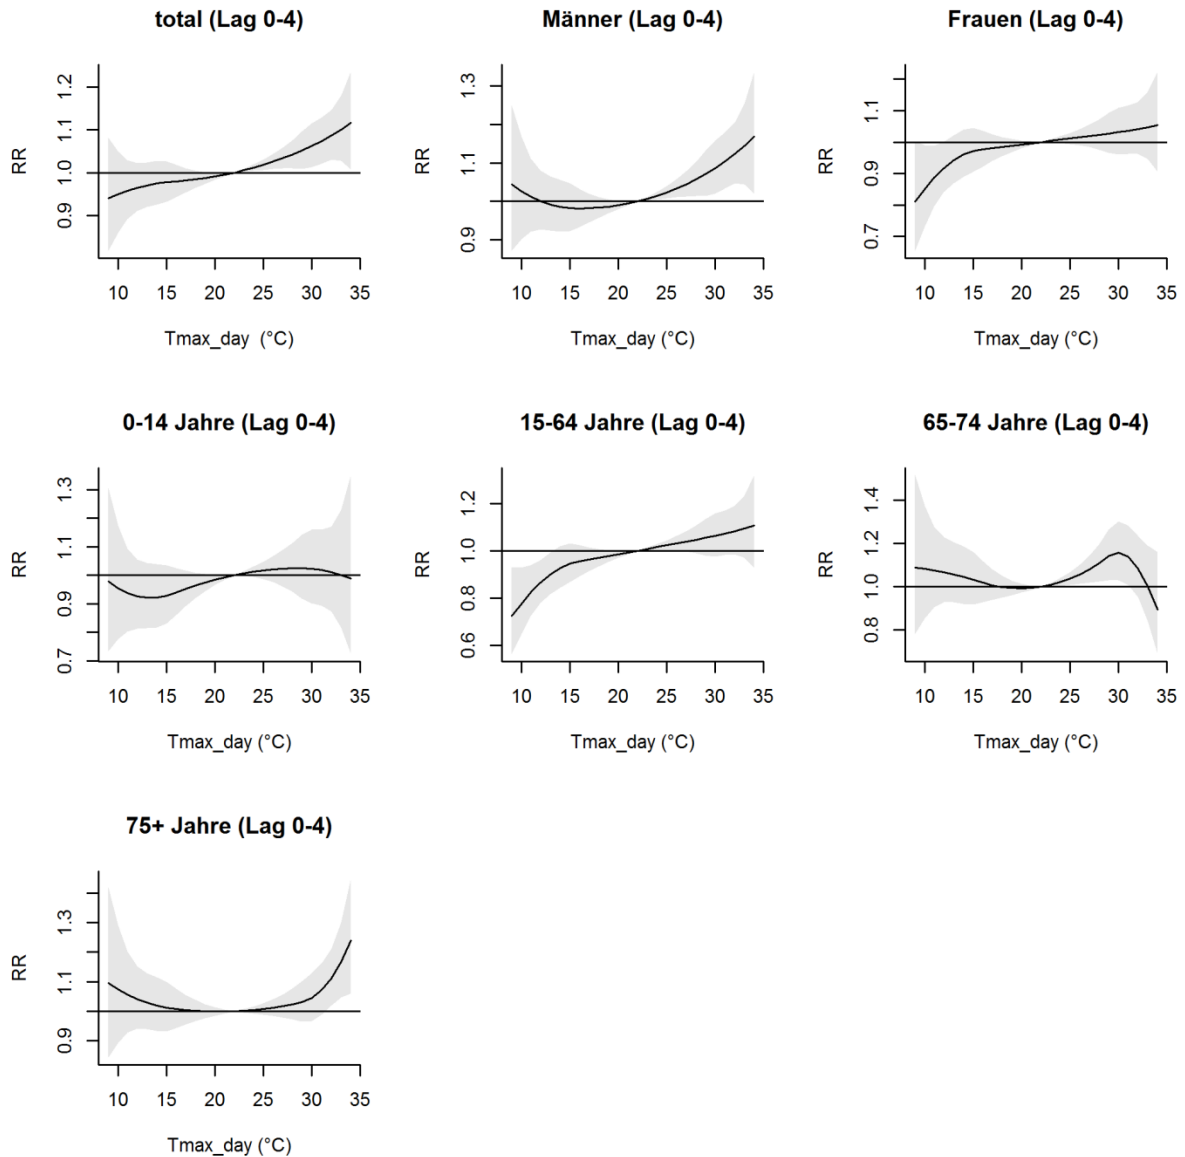 total (Lag 0-4)
RR
1.2
1.1
1.0
0.9
10 15 20 25 30 35
Tmax_day (°C)
Männer (Lag 0-4)
RR
1.3
1.1
0.9
10 15 20 25 30 35
Tmax_day (°C)
Frauen (Lag 0-4)
RR
1.1
0.9
0.7
10 15 20 25 30 35
Tmax_day (°C)
0-14 Jahre (Lag 0-4)
RR
1.3
1.1
0.9
0.7
10 15 20 25 30 35
Tmax_day (°C)
15-64 Jahre (Lag 0-4)
RR
1.2
1.0
0.8
0.6
10 15 20 25 30 35
Tmax_day (°C)
65-74 Jahre (Lag 0-4)
RR
1.4
1.2
1.0
0.8
10 15 20 25 30 35
Tmax_day (°C)
75+ Jahre (Lag 0-4)
RR
1.3
1.1
0.9
10 15 20 25 30 35
Tmax_day (°C)